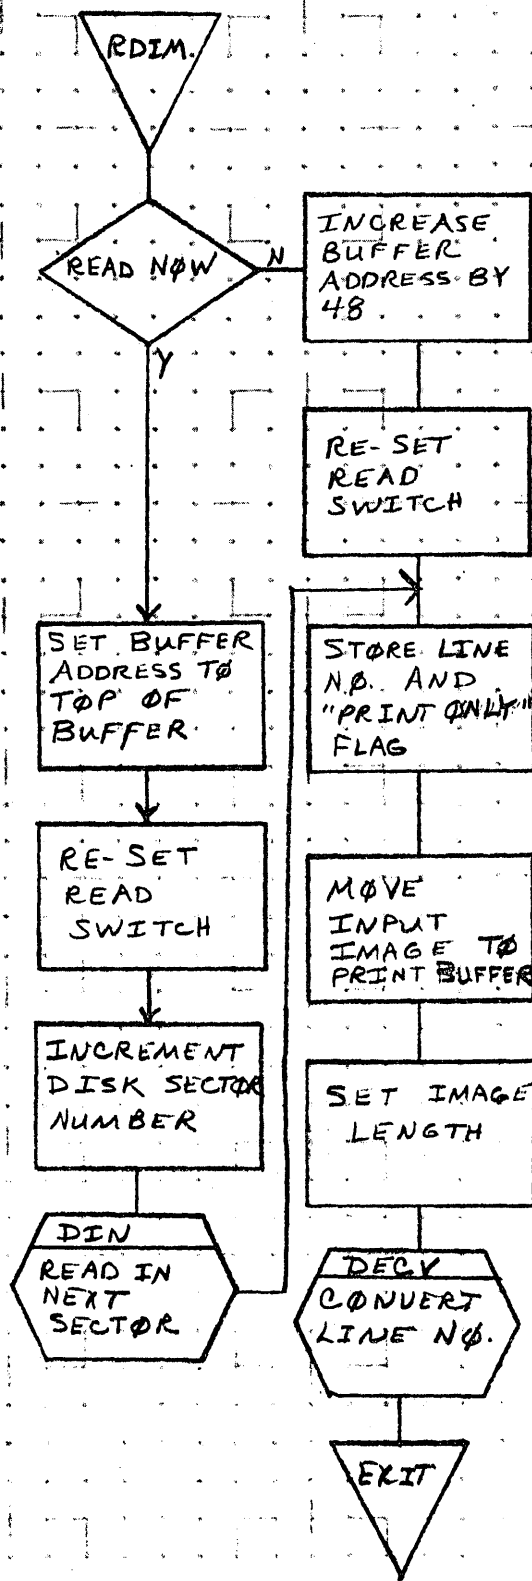 RDIM.
READ NØW
N
Y
INCREASE
BUFFER
ADDRESS BY
48
RE-SET
READ
SWITCH
SET BUFFER
ADDRESS TØ
TØP ØF
BUFFER
RE-SET
READ
SWITCH
INCREMENT
DISK SECTØR
NUMBER
DIN
READ IN
NEXT
SECTØR
STØRE LINE
NØ. AND
"PRINT ØNLY"
FLAG
MØVE
INPUT
IMAGE TØ
PRINT BUFFER
SET IMAGE
LENGTH
DECV
CØNVERT
LINE NØ.
EXIT